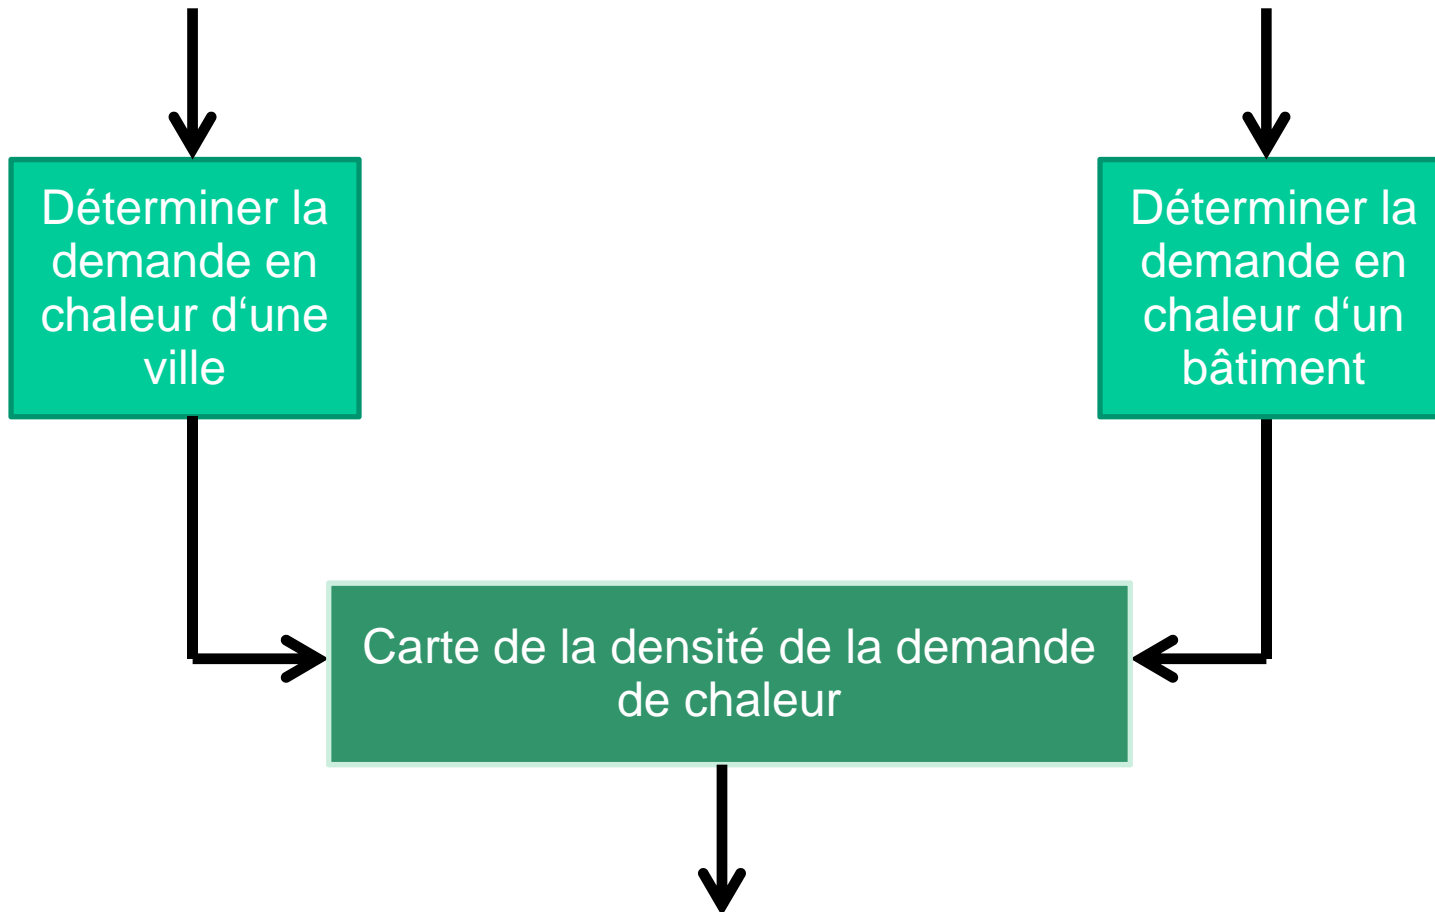 Déterminer la
demande en
chaleur d‘une
ville
Déterminer la
demande en
chaleur d‘un
bâtiment
Carte de la densité de la demande
de chaleur